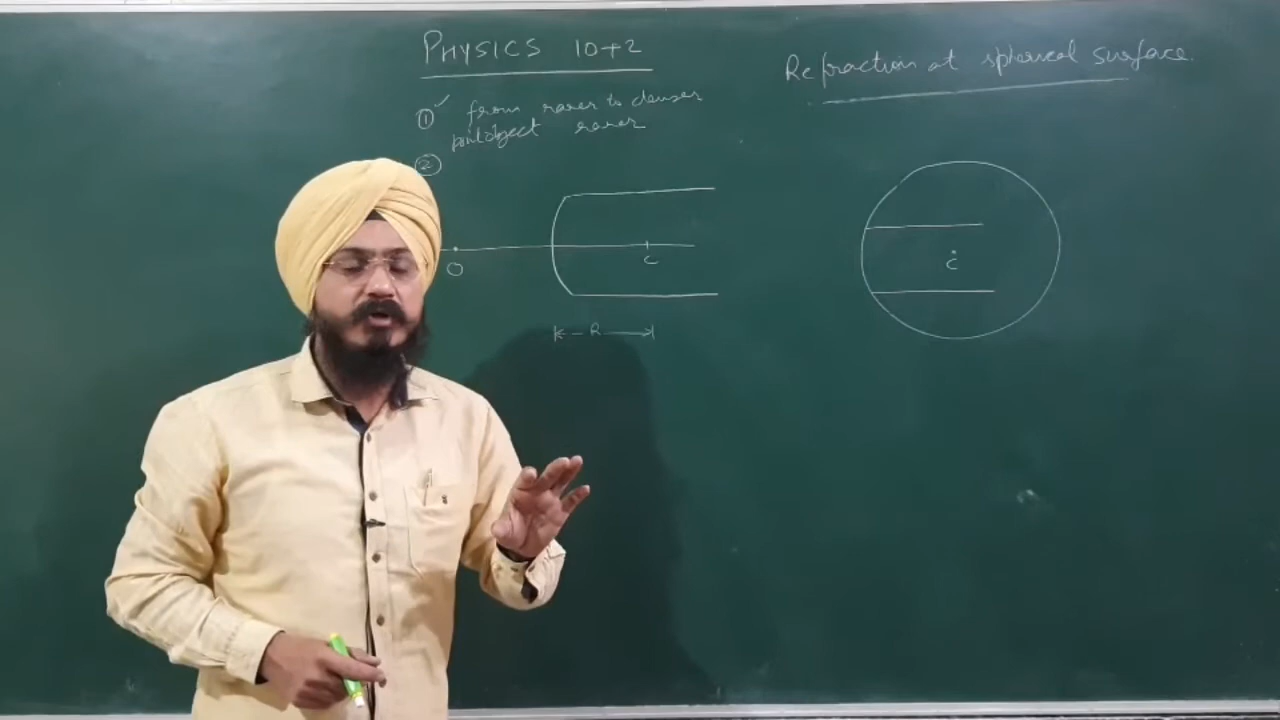 PHYSICS 10+2
Refraction at spherical surface.
① from rarer to denser
point object rarer
②
O
C
R
C